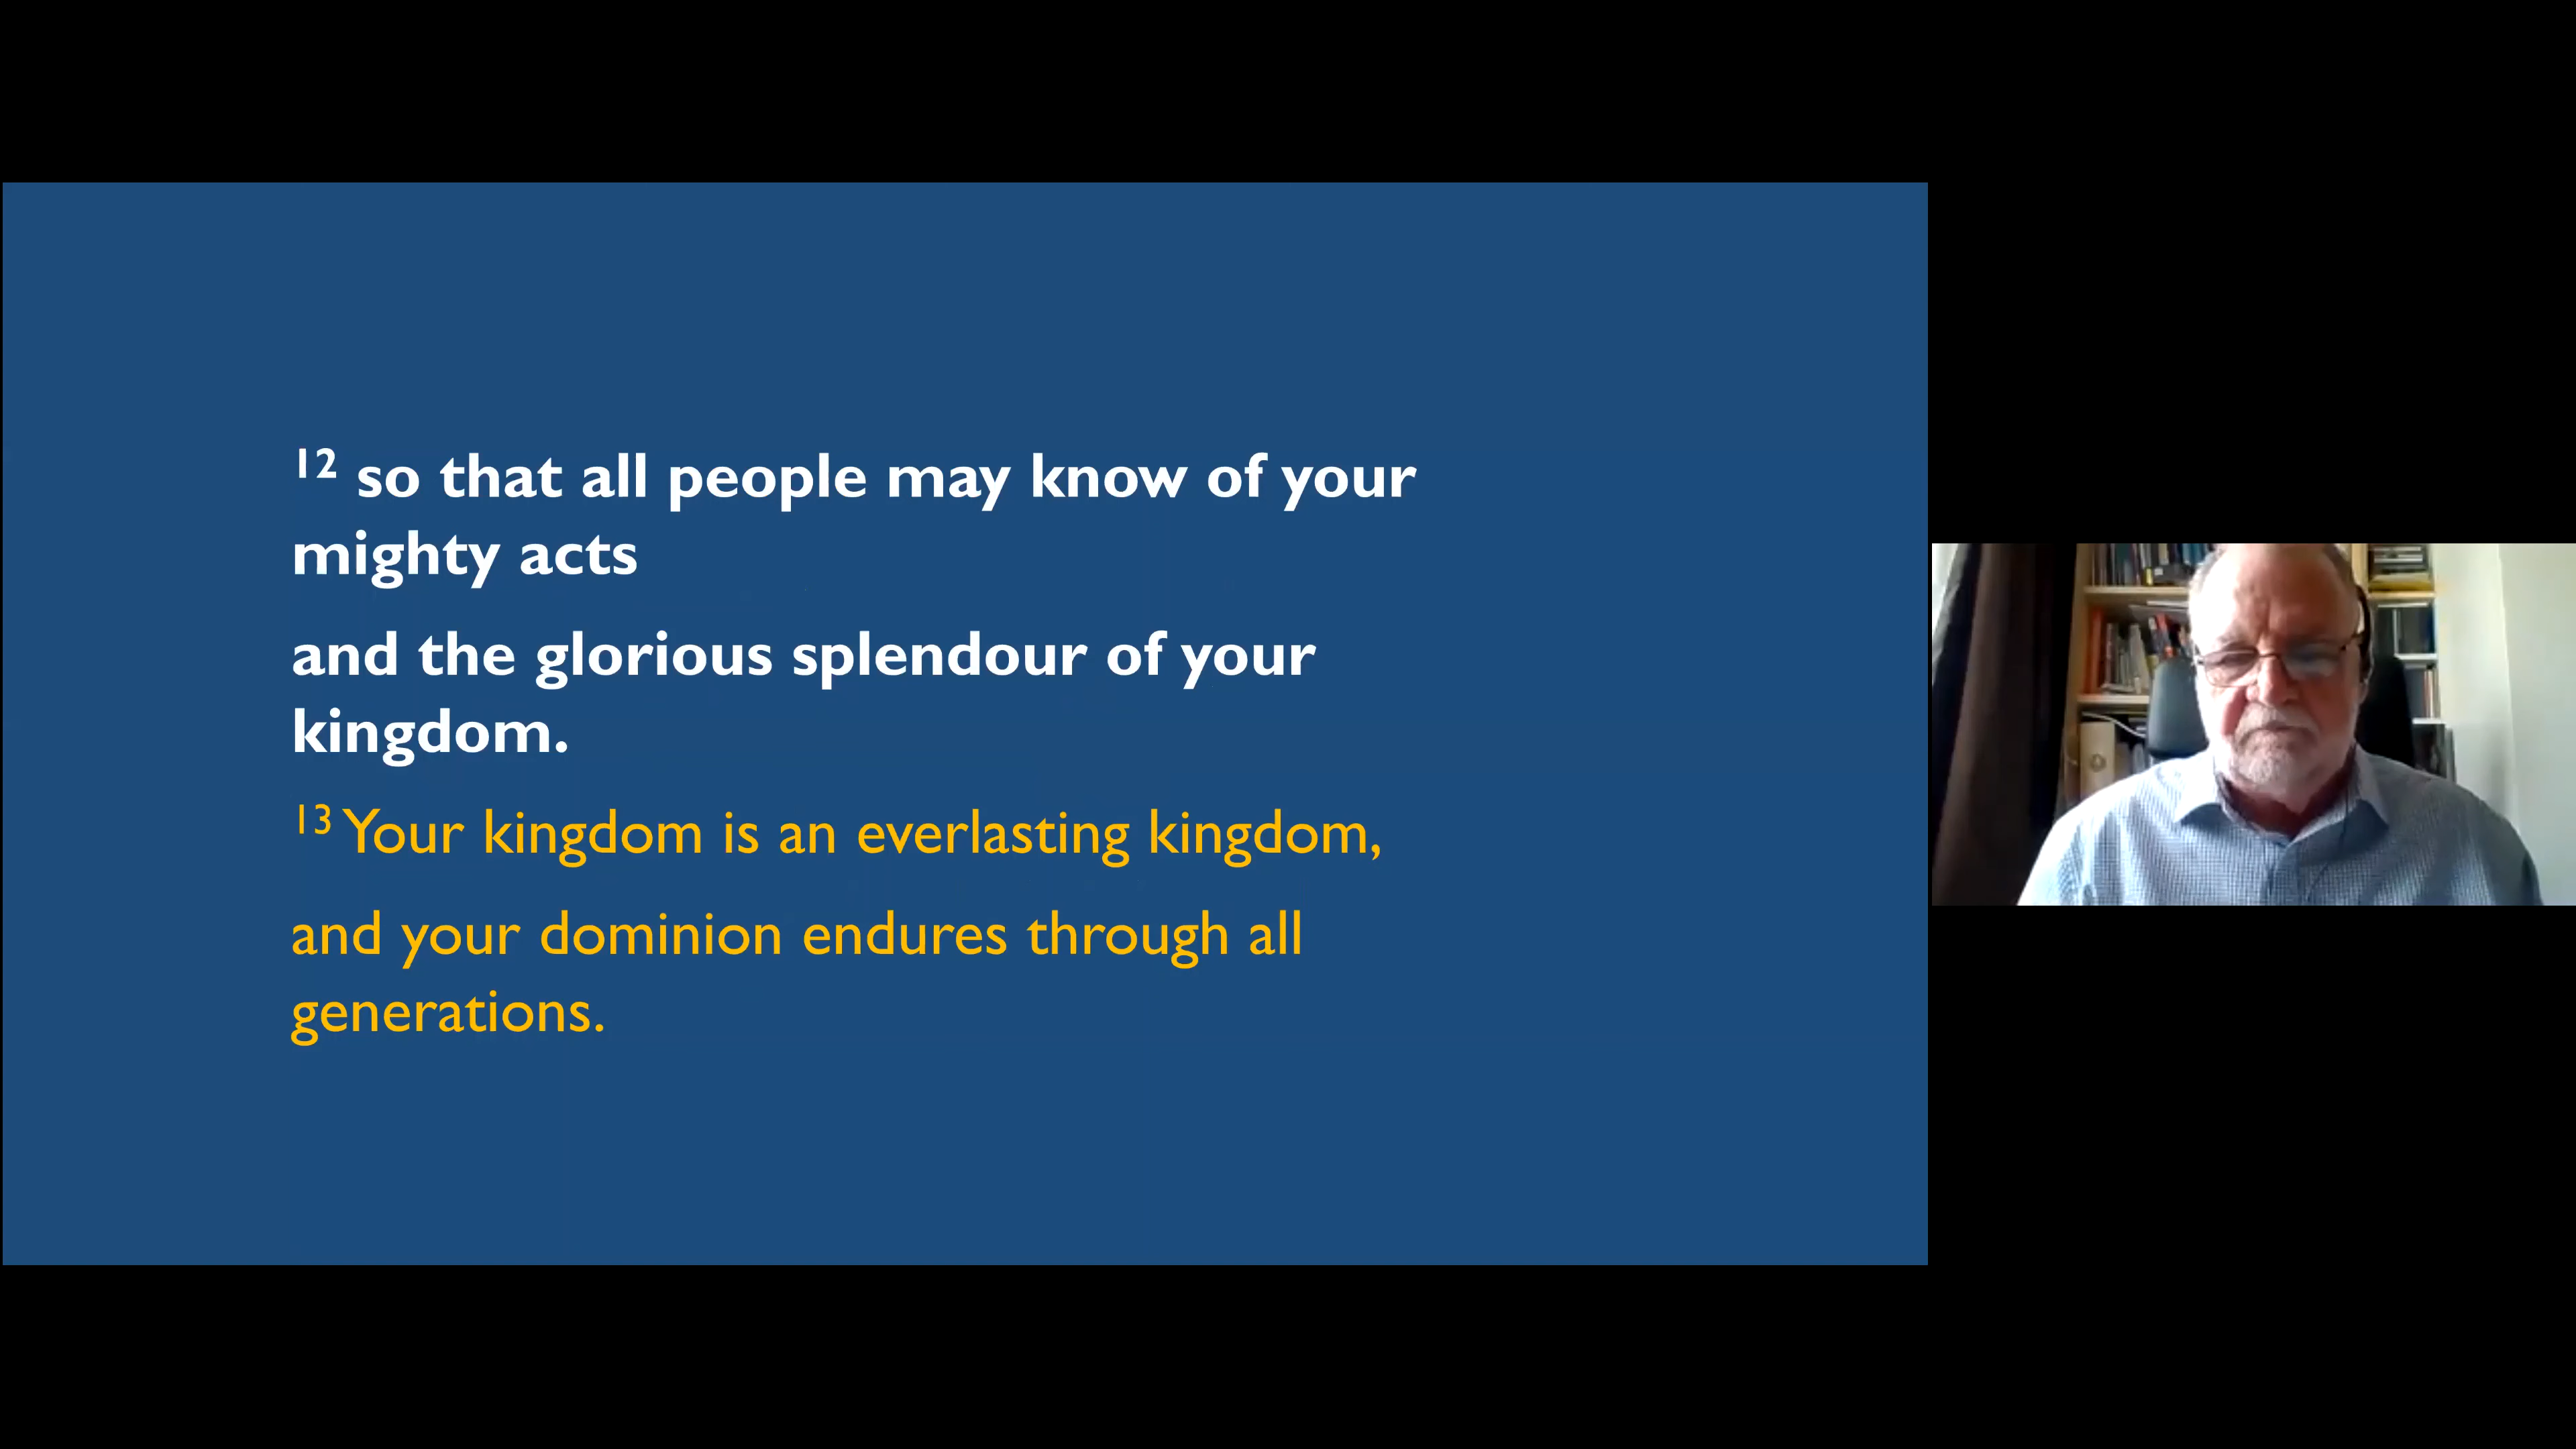 12 so that all people may know of your
mighty acts
and the glorious splendour of your
kingdom.
13 Your kingdom is an everlasting kingdom,
and your dominion endures through all
generations.